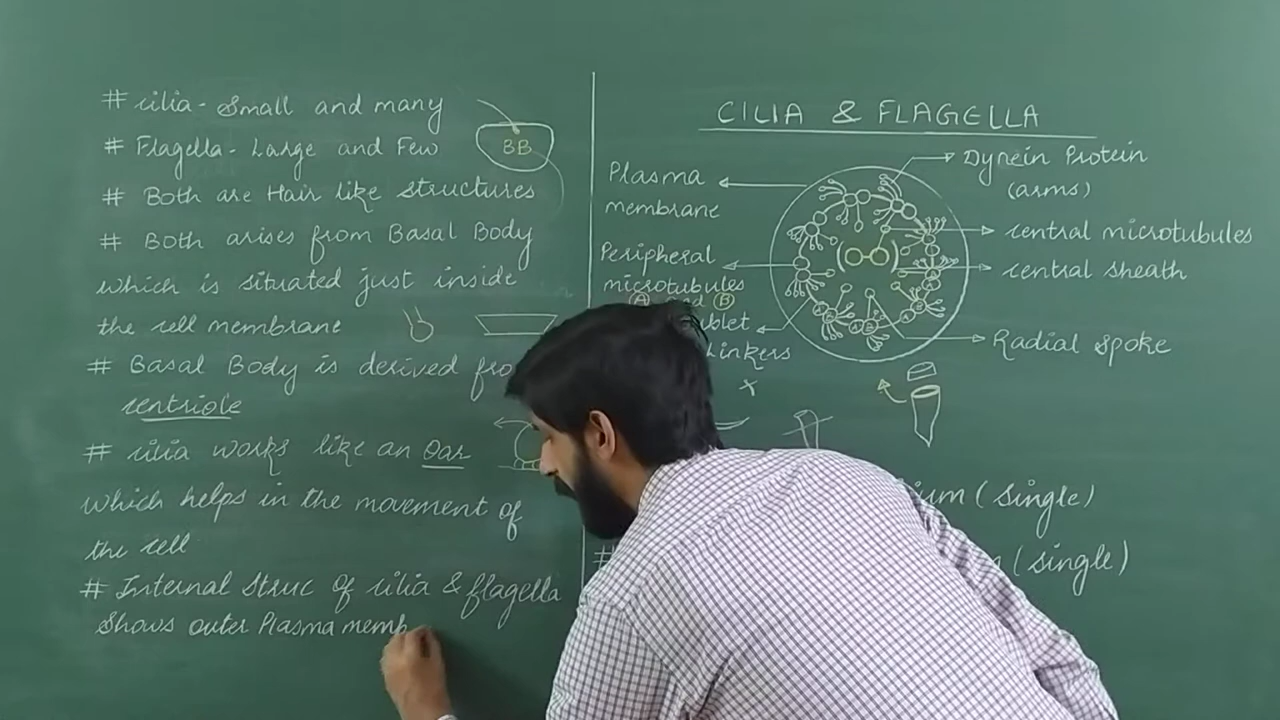 # cilia - Small and many
# Flagella - Large and Few
BB
# Both are Hair like structures
# Both arises from Basal Body
which is situated just inside
the cell membrane
# Basal Body is derived fro
centriole
# cilia works like an Oar
which helps in the movement of
the cell
# Internal Struc of cilia & flagella
Shows outer Plasma memb
CILIA & FLAGELLA
Plasma
membrane
Peripheral
microtubules
A B
linkers
Dynein Protein
(arms)
central microtubules
central sheath
Radial spoke
x
(single)
(single)
#